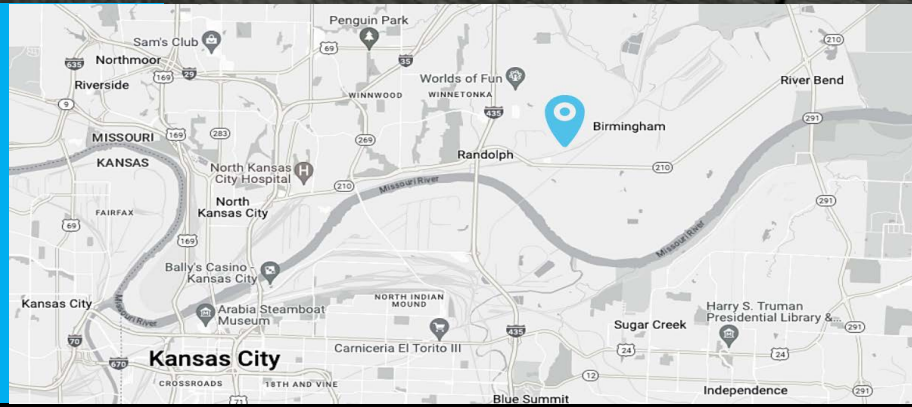 Penguin Park
Sam's Club
69
210
635
Northmoor
35
Riverside
169
29
Worlds of Fun
River Bend
WINNWOOD
WINNETONKA
9
435
291
MISSOURI
169
283
Birmingham
269
KANSAS
Randolph
North Kansas
City Hospital
210
210
Missouri River
North
Kansas City
291
FAIRFAX
69
169
Missouri River
Bally's Casino -
Kansas City
NORTH INDIAN
MOUND
Kansas City
Missouri River
Arabia Steamboat
Museum
Harry S. Truman
Presidential Library &...
Sugar Creek
291
435
70
Carniceria El Torito III
24
24
670
Kansas City
12
CROSSROADS
18TH AND VINE
Independence
291
71
Blue Summit